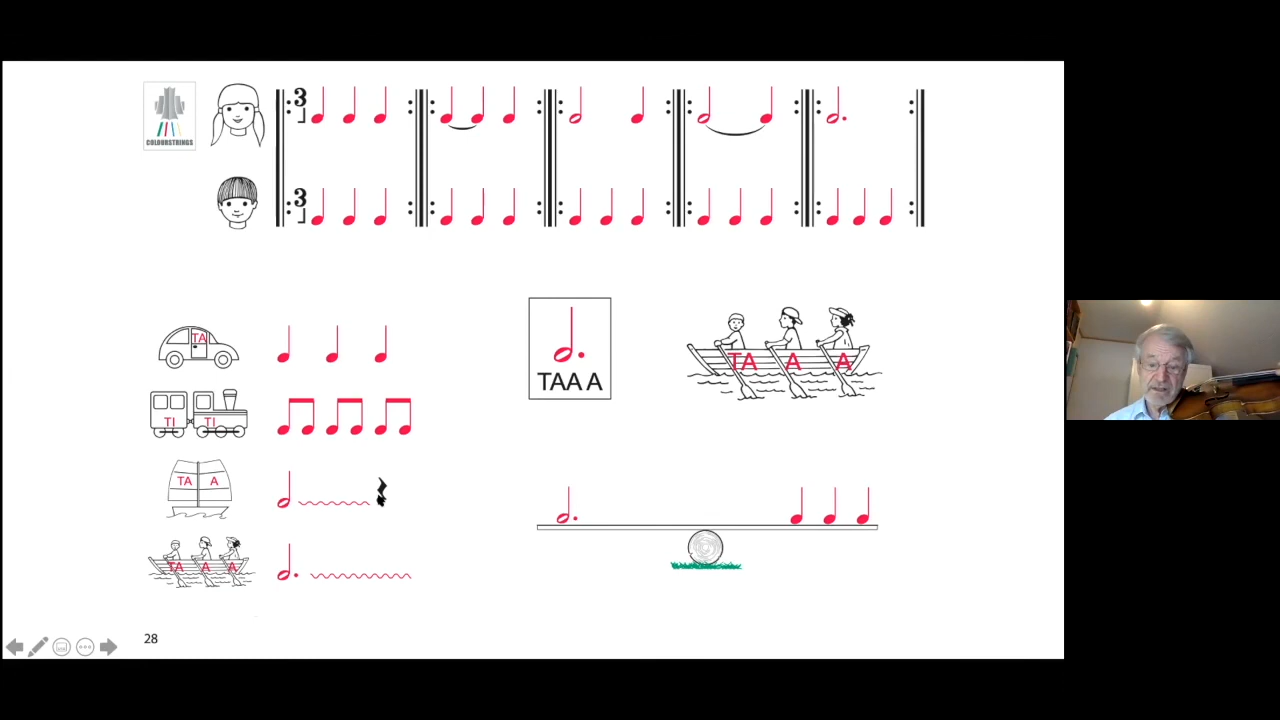 COLOURSTRINGS
3
3
TA
TI TI
TA A
TA A A
TAA A
TA A A
28